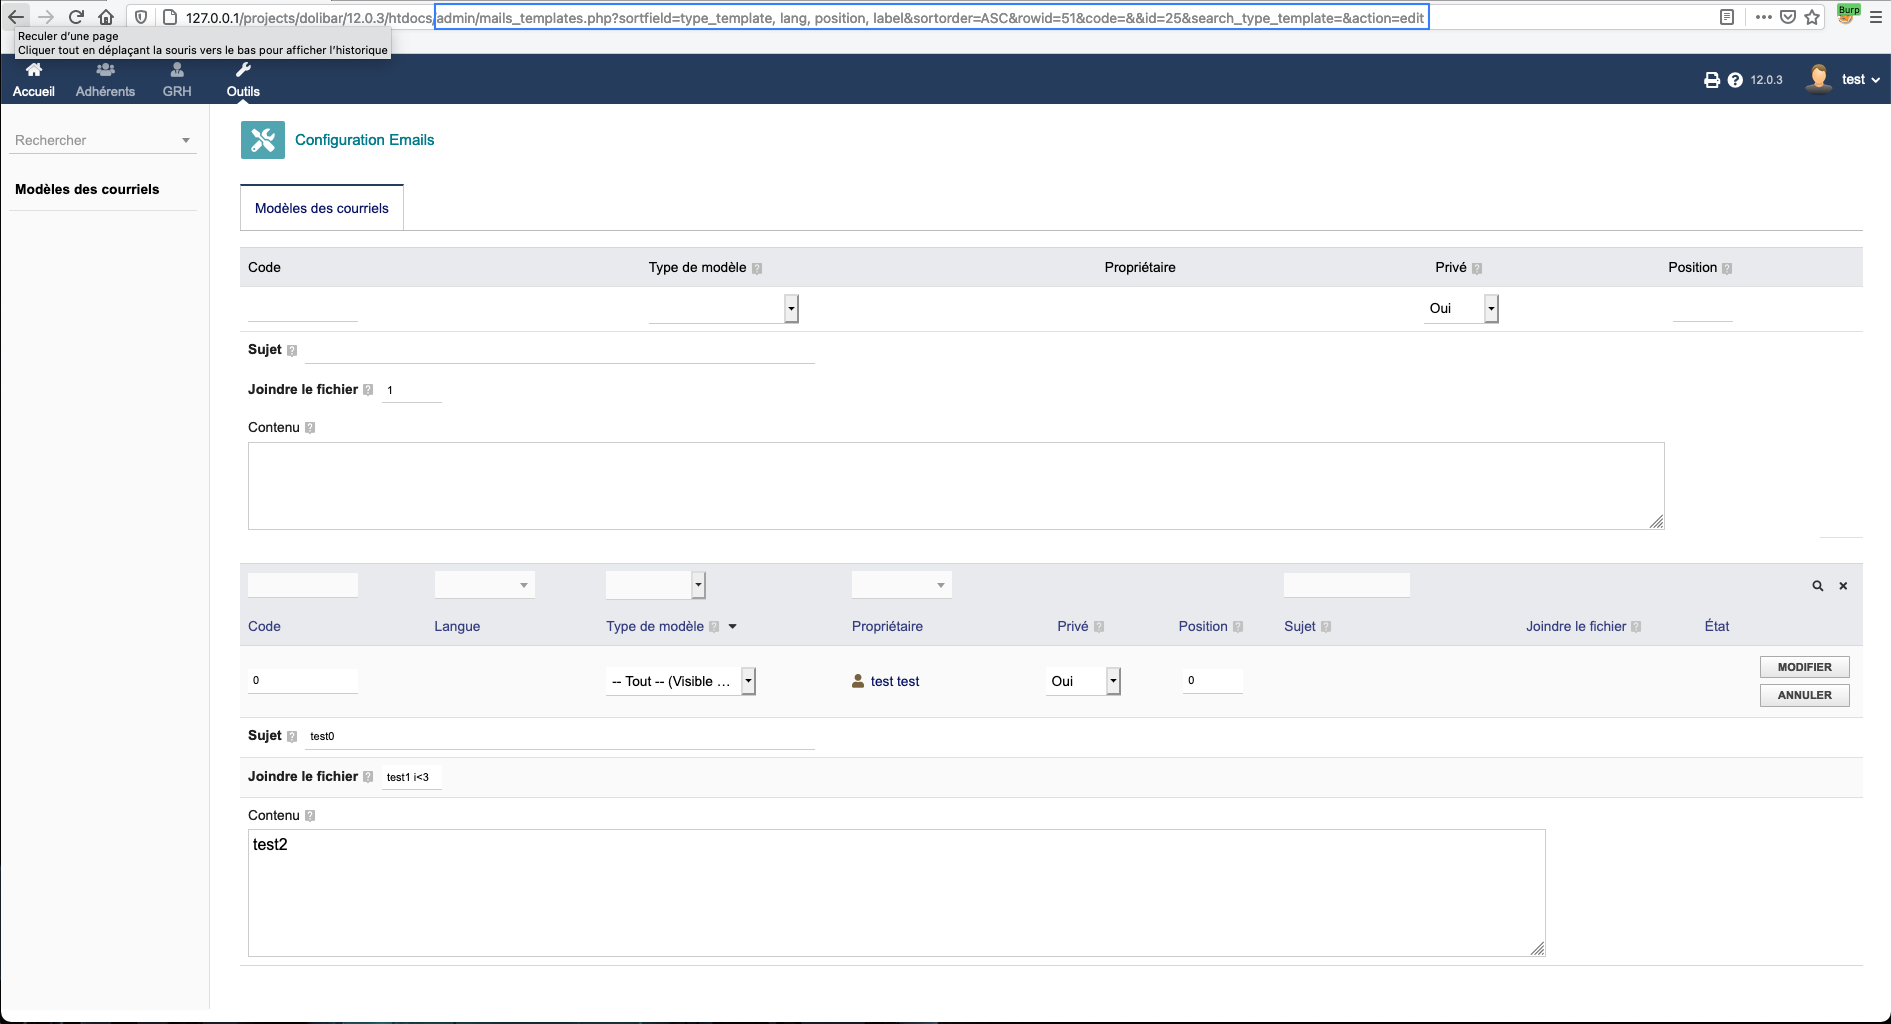 127.0.0.1/projects/dolibar/12.0.3/htdocs/admin/mails_templates.php?sortfield=type_template, lang, position, label&sortorder=ASC&rowid=51&code=&&id=25&search_type_template=&action=edit
Burp
Reculer d’une page
Cliquer tout en déplaçant la souris vers le bas pour afficher l’historique
Accueil Adhérents GRH Outils
12.0.3 test
Rechercher
Configuration Emails
Modèles des courriels
Modèles des courriels
Code Type de modèle ? Propriétaire Privé ? Position ?
Oui
Sujet ?
Joindre le fichier ? 1
Contenu ?
Code Langue Type de modèle ? Propriétaire Privé ? Position ? Sujet ? Joindre le fichier ? État
0 -- Tout -- (Visible ... test test Oui 0
MODIFIER
ANNULER
Sujet ? test0
Joindre le fichier ? test1 i<3
Contenu ?
test2